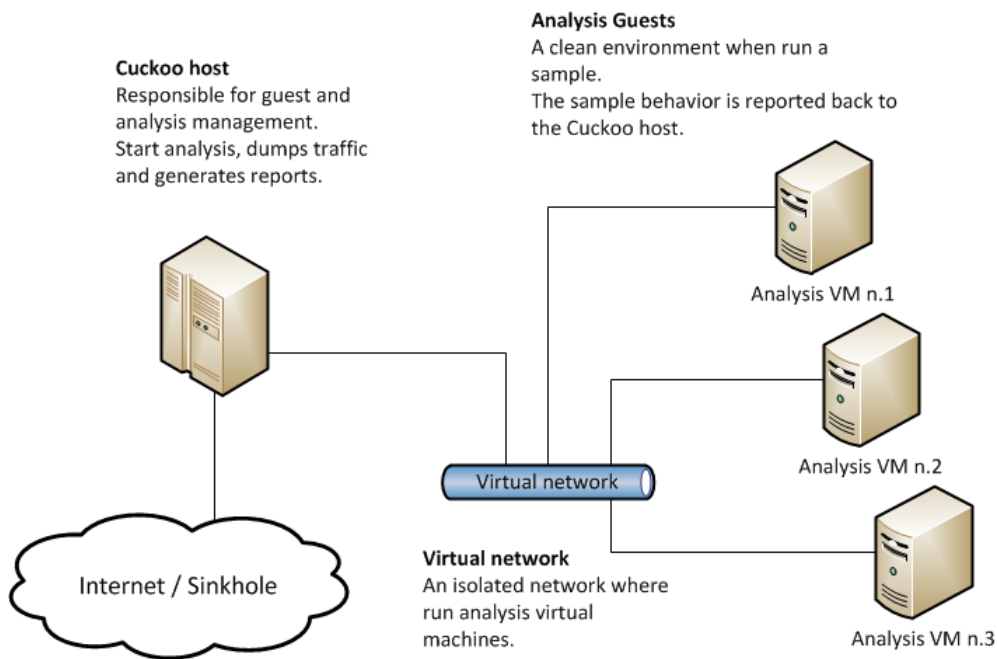 Cuckoo host
Responsible for guest and
analysis management.
Start analysis, dumps traffic
and generates reports.
Analysis Guests
A clean environment when run a
sample.
The sample behavior is reported back to
the Cuckoo host.
Analysis VM n.1
Analysis VM n.2
Virtual network
Analysis VM n.3
Internet / Sinkhole
Virtual network
An isolated network where
run analysis virtual
machines.